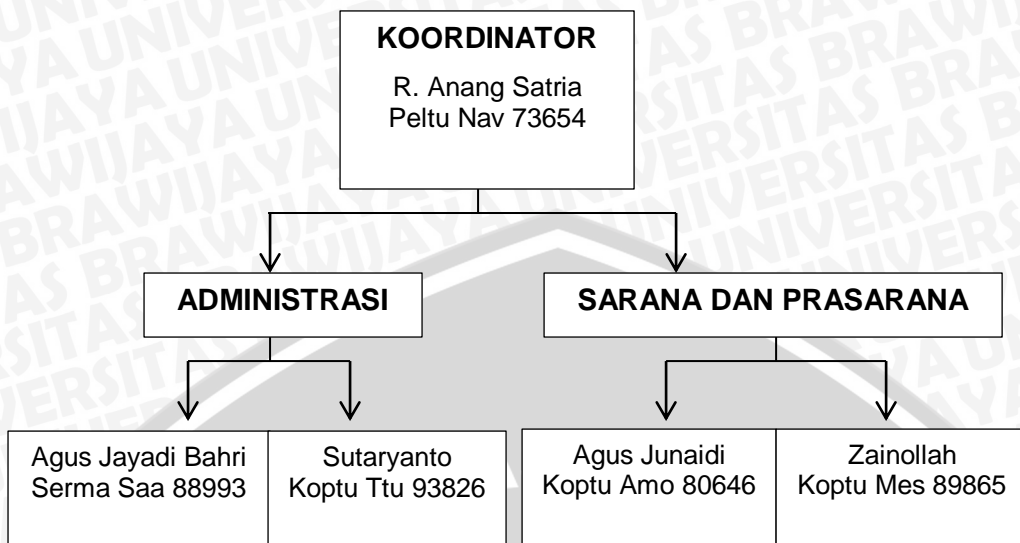 KOORDINATOR
R. Anang Satria
Peltu Nav 73654
ADMINISTRASI
SARANA DAN PRASARANA
Agus Jayadi Bahri
Serma Saa 88993
Sutaryanto
Koptu Ttu 93826
Agus Junaidi
Koptu Amo 80646
Zainollah
Koptu Mes 89865